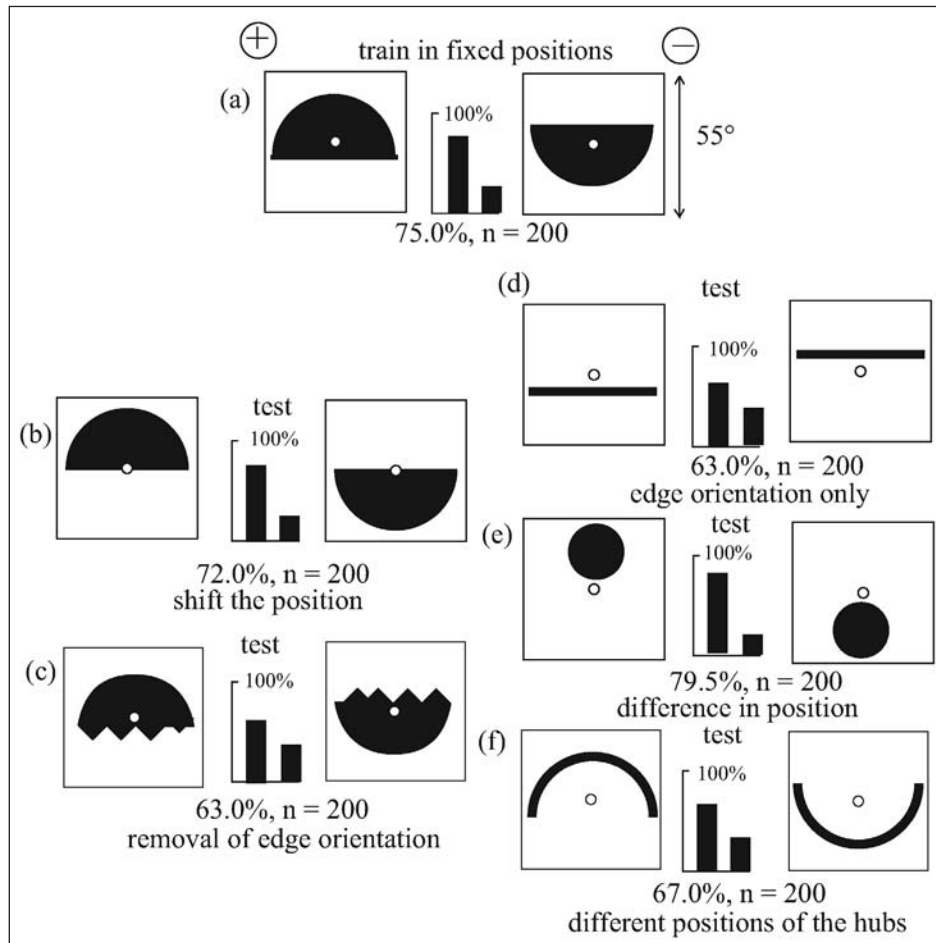 + −
train in fixed positions
(a)
100%
55°
75.0%, n = 200
(b)
test
100%
72.0%, n = 200
shift the position
(c)
test
100%
63.0%, n = 200
removal of edge orientation
(d)
test
100%
63.0%, n = 200
edge orientation only
(e)
test
100%
79.5%, n = 200
difference in position
(f)
test
100%
67.0%, n = 200
different positions of the hubs